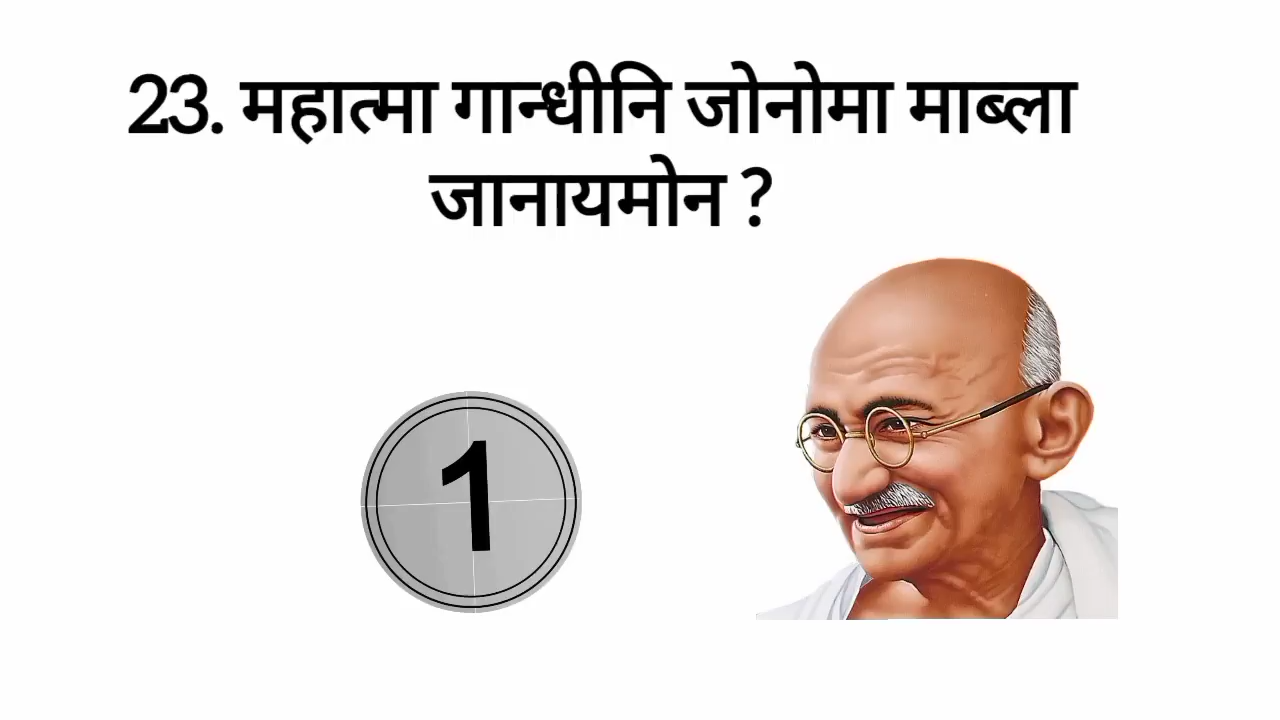 23. महात्मा गान्धीनि जोनोमा माब्ला
जानायमोन ?
1